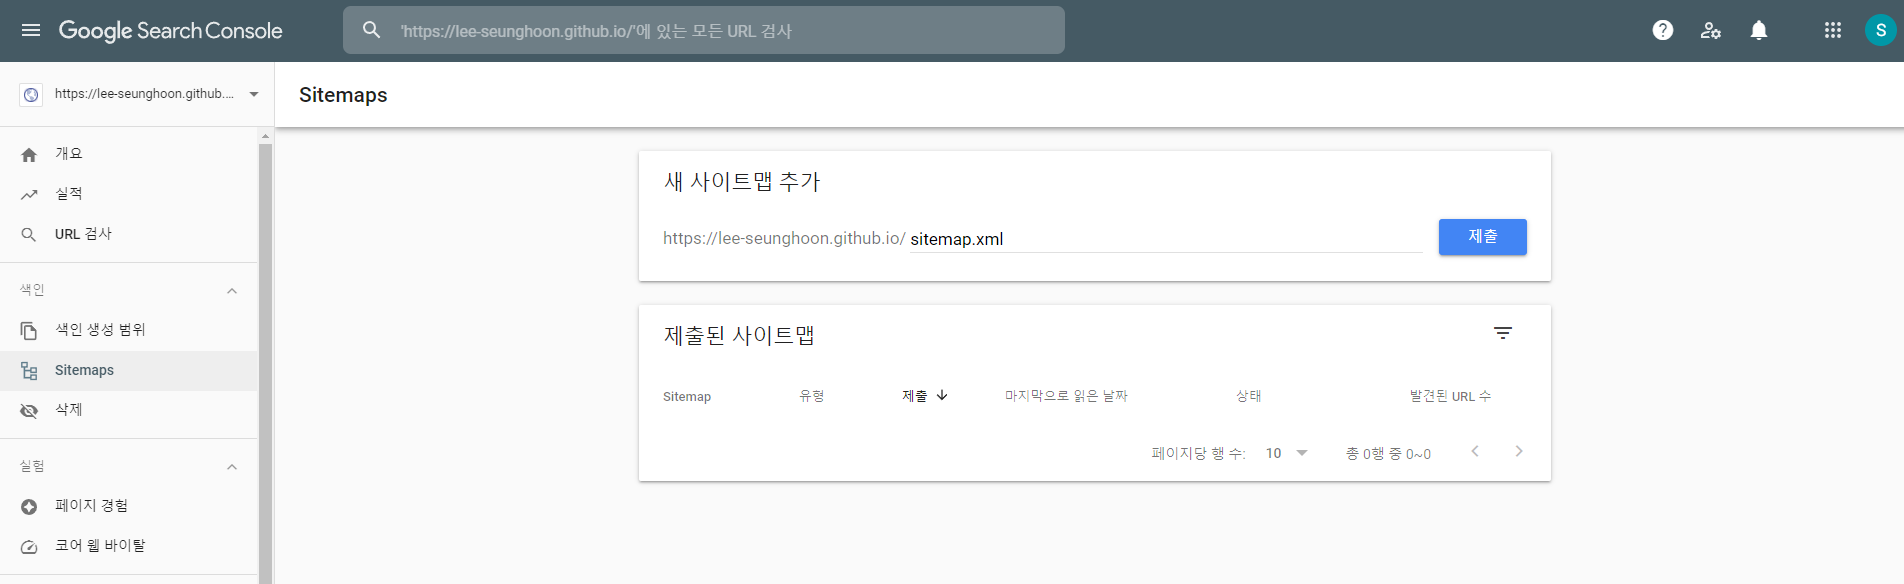 Google Search Console
'https://lee-seunghoon.github.io/'에 있는 모든 URL 검사
?
S
https://lee-seunghoon.github....
Sitemaps
개요
실적
URL 검사
색인
색인 생성 범위
Sitemaps
삭제
실험
페이지 경험
코어 웹 바이탈
새 사이트맵 추가
https://lee-seunghoon.github.io/ sitemap.xml
제출
제출된 사이트맵
Sitemap 유형 제출 마지막으로 읽은 날짜 상태 발견된 URL 수
페이지당 행 수: 10 총 0행 중 0~0